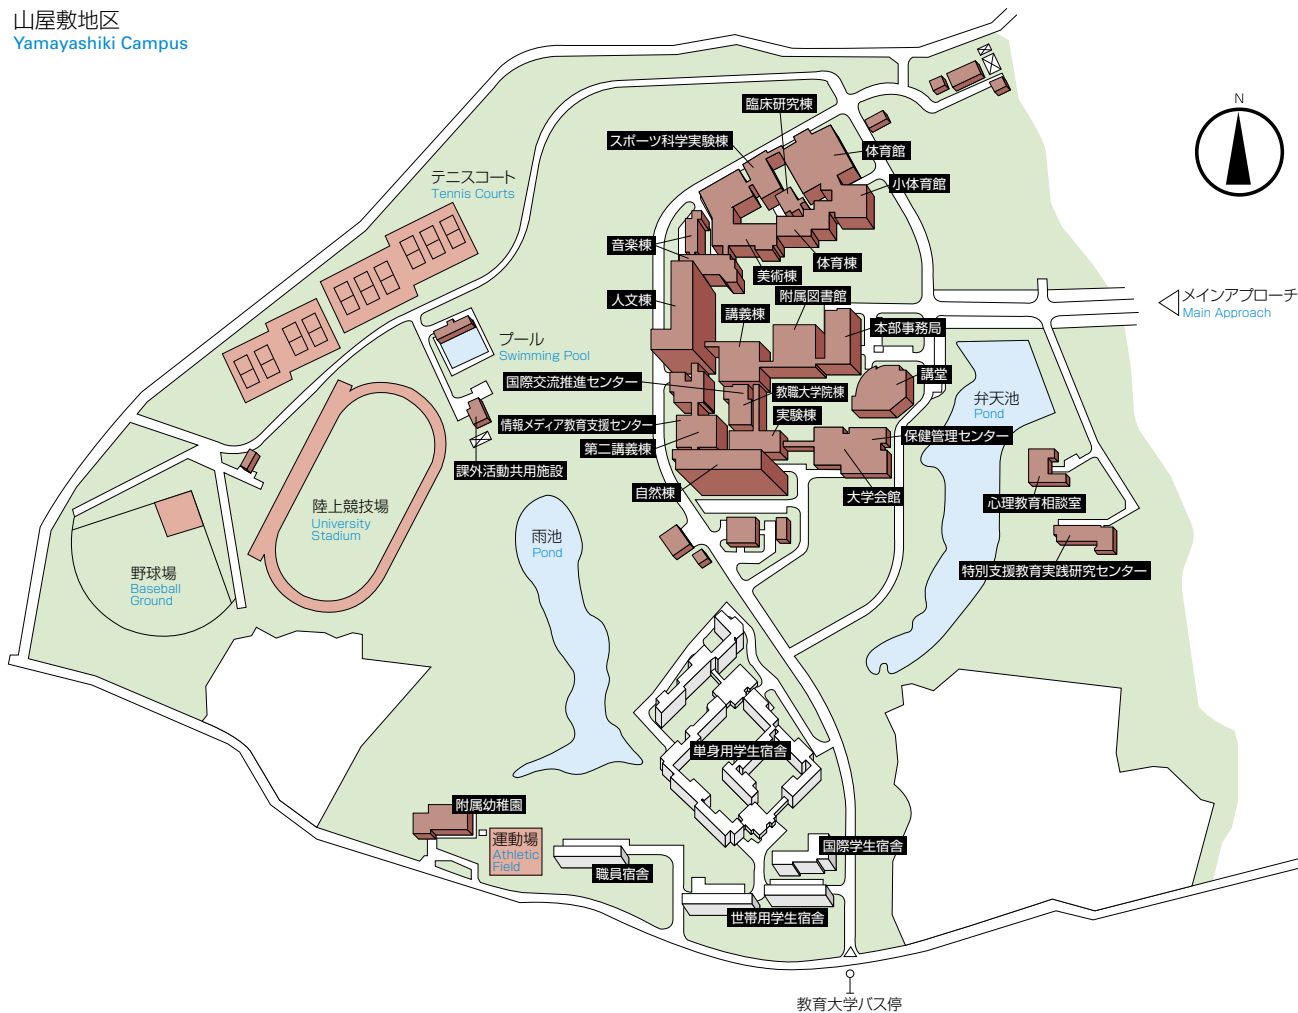 山屋敷地区
Yamayashiki Campus
N
臨床研究棟
スポーツ科学実験棟
体育館
小体育館
テニスコート
Tennis Courts
音楽棟
体育棟
美術棟
人文棟
附属図書館
メインアプローチ
Main Approach
講義棟
本部事務局
プール
Swimming Pool
国際交流推進センター
教職大学院棟
講堂
弁天池
Pond
実験棟
情報メディア教育支援センター
保健管理センター
第二講義棟
課外活動共用施設
自然棟
大学会館
心理教育相談室
陸上競技場
University
Stadium
雨池
Pond
野球場
Baseball
Ground
特別支援教育実践研究センター
単身用学生宿舎
附属幼稚園
運動場
Athletic
Field
国際学生宿舎
職員宿舎
世帯用学生宿舎
教育大学バス停